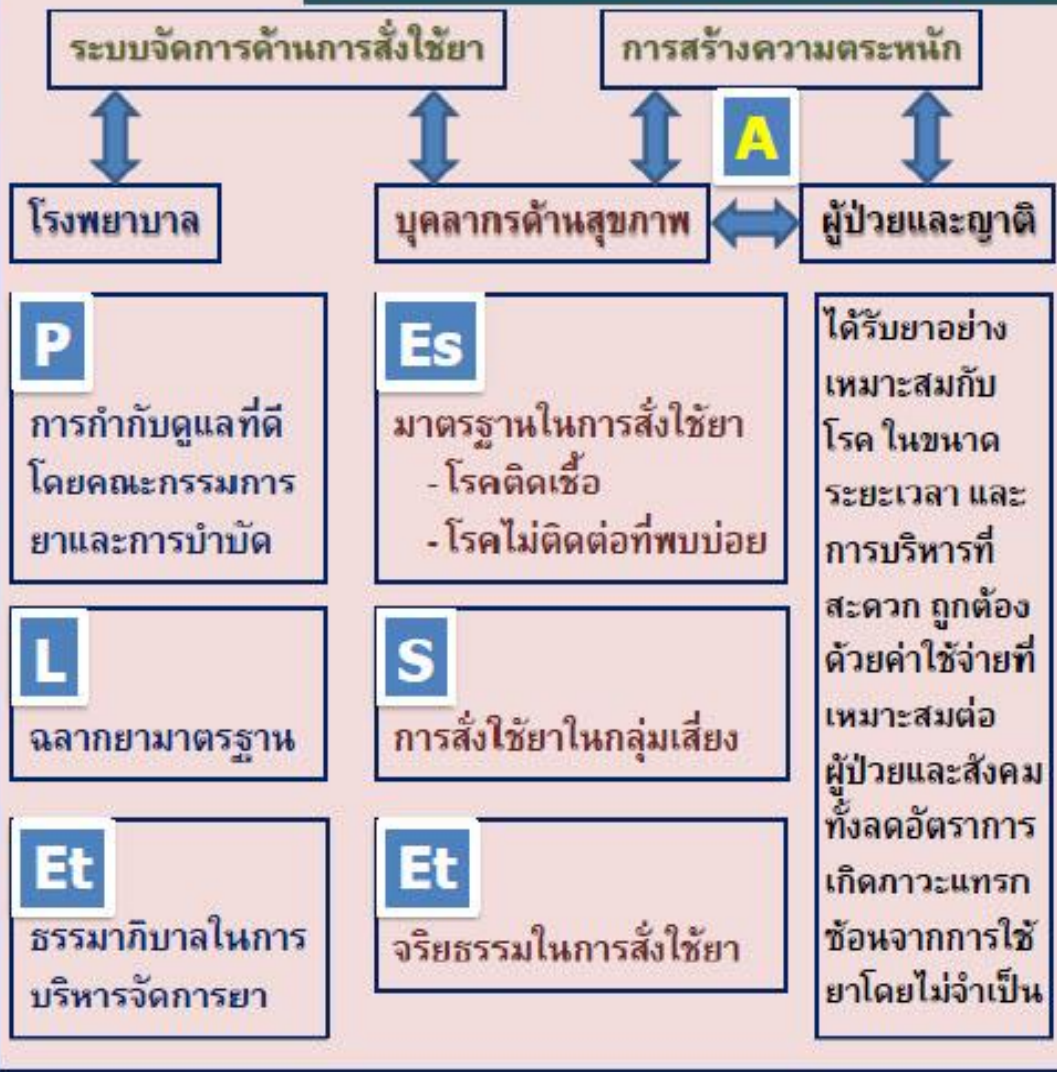 ระบบจัดการด้านการสั่งใช้ยา
การสร้างความตระหนัก
A
โรงพยาบาล
บุคลากรด้านสุขภาพ
ผู้ป่วยและญาติ
P
การกำกับดูแลที่ดี
โดยคณะกรรมการ
ยาและการบำบัด
L
ฉลากยามาตรฐาน
Et
ธรรมาภิบาลในการ
บริหารจัดการยา
Es
มาตรฐานในการสั่งใช้ยา
- โรคติดเชื้อ
- โรคไม่ติดต่อที่พบบ่อย
S
การสั่งใช้ยาในกลุ่มเสี่ยง
Et
จริยธรรมในการสั่งใช้ยา
ได้รับยาอย่าง
เหมาะสมกับ
โรค ในขนาด
ระยะเวลา และ
การบริหารที่
สะดวก ถูกต้อง
ด้วยค่าใช้จ่ายที่
เหมาะสมต่อ
ผู้ป่วยและสังคม
ทั้งลดอัตราการ
เกิดภาวะแทรก
ซ้อนจากการใช้
ยาโดยไม่จำเป็น